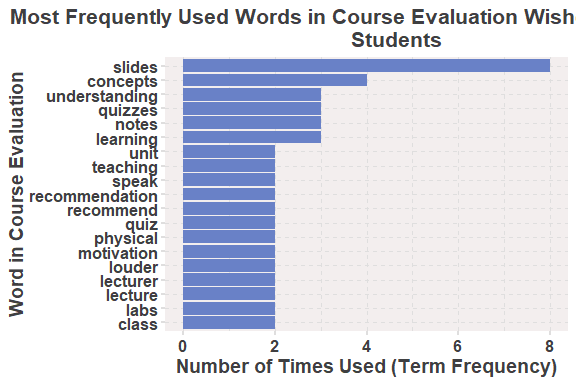 Most Frequently Used Words in Course Evaluation Wish
Students
Word in Course Evaluation
slides
concepts
understanding
quizzes
notes
learning
unit
teaching
speak
recommendation
recommend
quiz
physical
motivation
louder
lecturer
lecture
labs
class
0 2 4 6 8
Number of Times Used (Term Frequency)